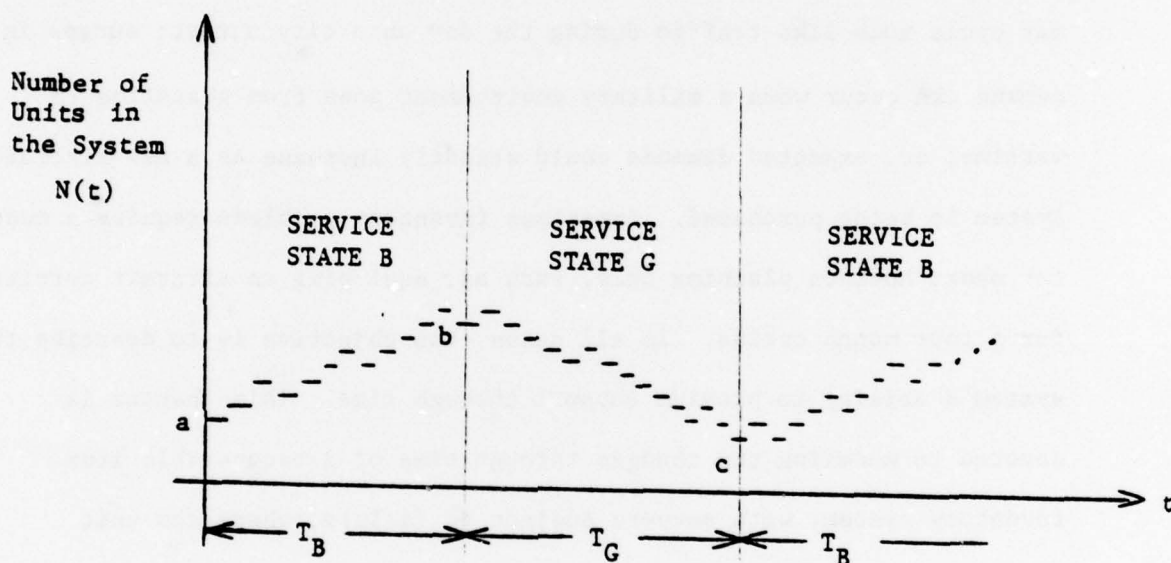 Number of
Units in
the System
N(t)
SERVICE
STATE B
SERVICE
STATE G
SERVICE
STATE B
a
b
c
t
T_B
T_G
T_B